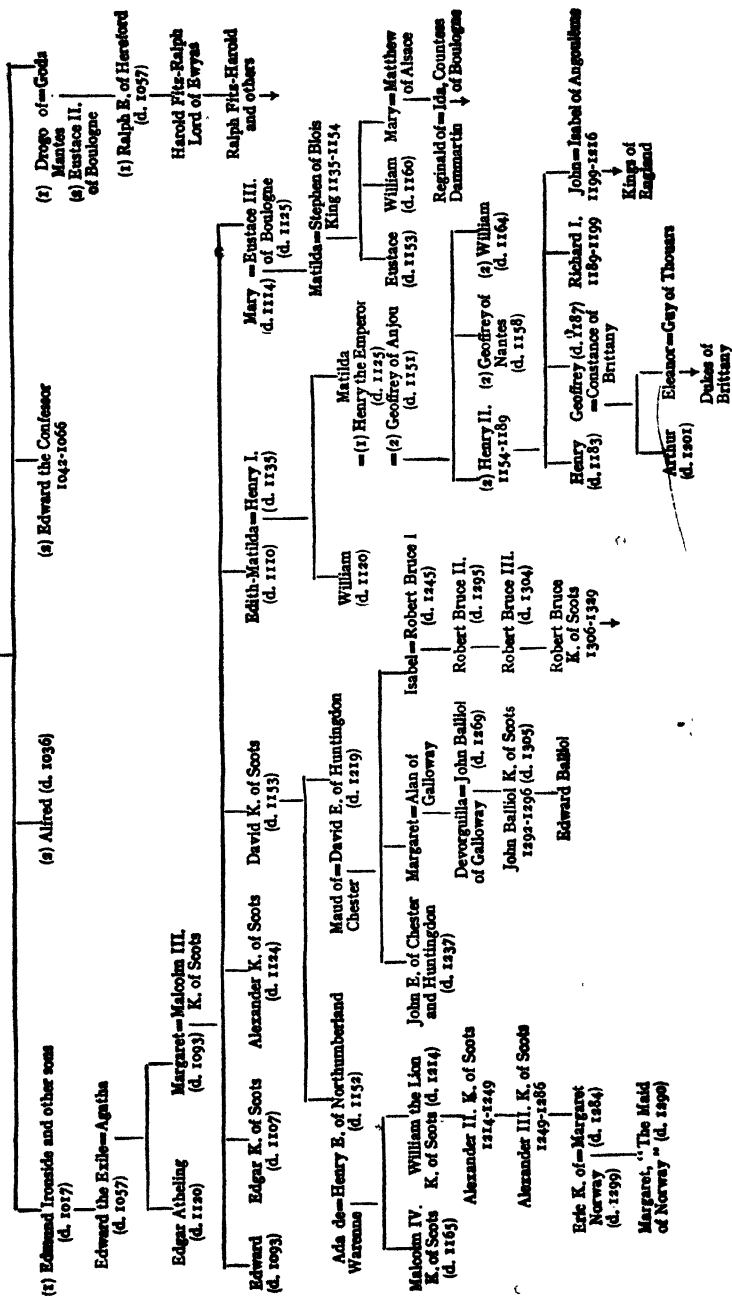 (1) Edmund Ironside and other sons
(d. 1017)
(2) Alfred (d. 1036)
(2) Edward the Confessor
1042-1066
(1) Drogo of=Goda
Mantes
(2) Eustace II.
of Boulogne
Edward the Exile=Agatha
(d. 1057)
(1) Ralph E. of Hereford
(d. 1057)
Harold Fitz-Ralph
Lord of Ewyas
Ralph Fitz-Harold
and others
Edgar Atheling
(d. 1120)
Margaret=Malcolm III.
(d. 1093) K. of Scots
Edward
(d. 1093)
Edgar K. of Scots
(d. 1107)
Alexander K. of Scots
(d. 1124)
David K. of Scots
(d. 1153)
Edith-Matilda=Henry I.
(d. 1110) (d. 1135)
Mary=Eustace III.
(d. 1114) of Boulogne
(d. 1125)
Ada de=Henry E. of Northumberland
Warenne (d. 1152)
Maud of=David E. of Huntingdon
Chester (d. 1219)
William
(d. 1120)
Matilda
=(1) Henry the Emperor
(d. 1125)
=(2) Geoffrey of Anjou
(d. 1151)
Matilda=Stephen of Blois
King 1135-1154
Eustace
(d. 1153)
William
(d. 1160)
Mary=Matthew
of Alsace
Reginald of=Ida, Countess
Dammartin of Boulogne
Malcolm IV.
K. of Scots
(d. 1165)
William the Lion
K. of Scots (d. 1214)
Alexander II. K. of Scots
1214-1249
Alexander III. K. of Scots
1249-1286
Eric K. of=Margaret
Norway (d. 1284)
(d. 1299)
Margaret, "The Maid
of Norway" (d. 1290)
John E. of Chester
and Huntingdon
(d. 1237)
Margaret=Alan of
Galloway
Devorguilla=John Balliol
of Galloway (d. 1269)
John Balliol K. of Scots
1292-1296 (d. 1305)
Edward Balliol
Isabel=Robert Bruce I
(d. 1245)
Robert Bruce II.
(d. 1295)
Robert Bruce III.
(d. 1304)
Robert Bruce
K. of Scots
1306-1329
(2) Henry II.
1154-1189
(2) Geoffrey of
Nantes
(d. 1158)
(2) William
(d. 1164)
Henry
(d. 1183)
Geoffrey (d. 1187)
=Constance of
Brittany
Richard I.
1189-1199
John=Isabel of Angoulême
1199-1216
Kings of
England
Arthur
(d. 1201)
Eleanor=Guy of Thouars
Dukes of
Brittany